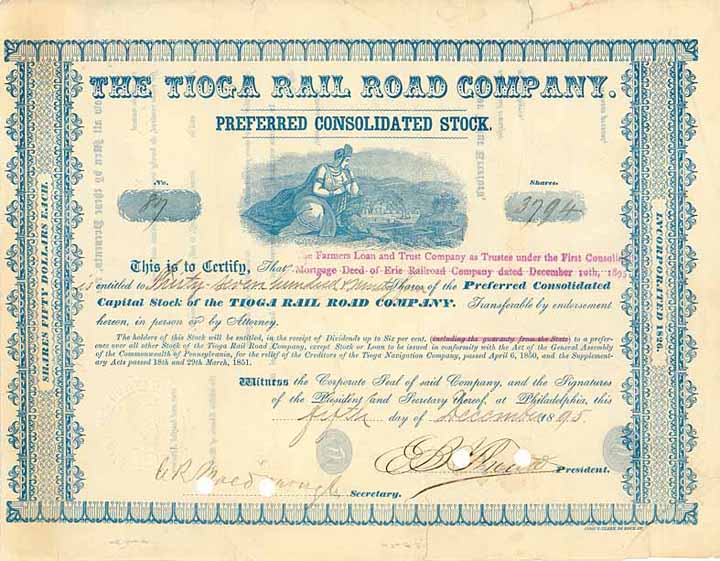 THE TIOGA RAIL ROAD COMPANY.
PREFERRED CONSOLIDATED STOCK.
No. 87
Shares. 3794
SHARES FIFTY DOLLARS EACH.
INCORPORATED 1826.
The Farmers Loan and Trust Company as Trustee under the First Consolid
This is to Certify, That Mortgage Deed of Erie Railroad Company dated December 10th, 1895
is entitled to Thirty Seven hundred & Shares of the Preferred Consolidated
Capital Stock of the TIOGA RAIL ROAD COMPANY. Transferable by endorsement
hereon, in person or by Attorney.
The holders of this Stock will be entitled, in the receipt of Dividends up to Six per cent. (including the guaranty from the State) to a prefer-
ence over all other Stock of the Tioga Rail Road Company, except Stock or Loan to be issued in conformity with the Act of the General Assembly
of the Commonwealth of Pennsylvania, for the relief of the Creditors of the Tioga Navigation Company, passed April 6, 1850, and the Supplement-
ary Acts passed 18th and 29th March, 1851.
Witness the Corporate Seal of said Company, and the Signatures
of the President and Secretary thereof, at Philadelphia, this
fifth day of December 1895
President.
Secretary.